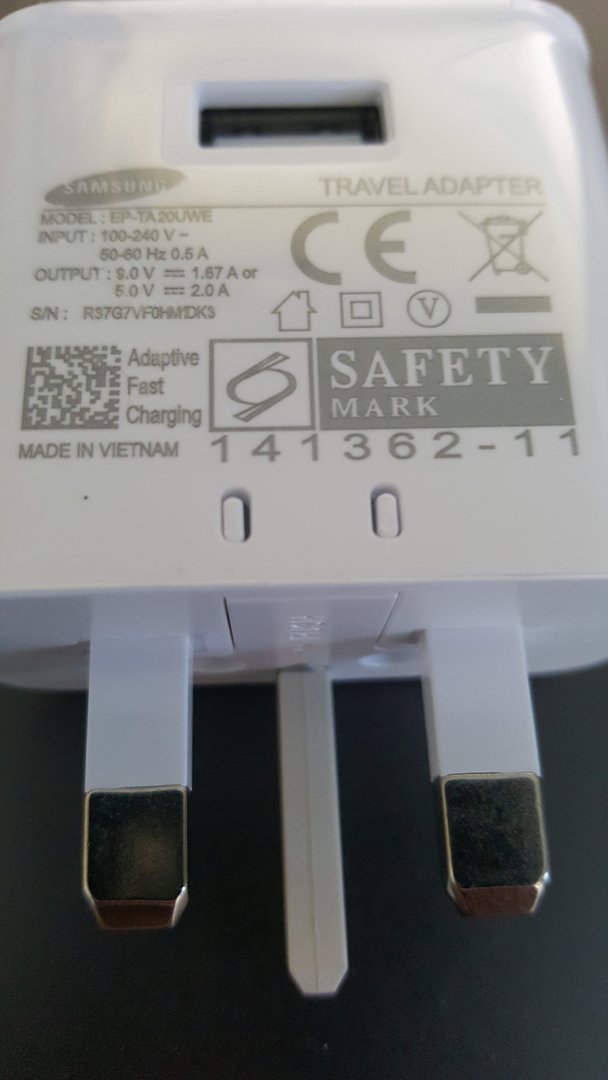 SAMSUNG
TRAVEL ADAPTER
MODEL : EP-TA20UWE
INPUT : 100-240 V ~
50-60 Hz 0.5 A
OUTPUT : 9.0 V ⎓ 1.67 A or
5.0 V ⎓ 2.0 A
S/N : R37G7VF0HM1DK3
CE
V
Adaptive
Fast
Charging
SAFETY
MARK
MADE IN VIETNAM
141362-11